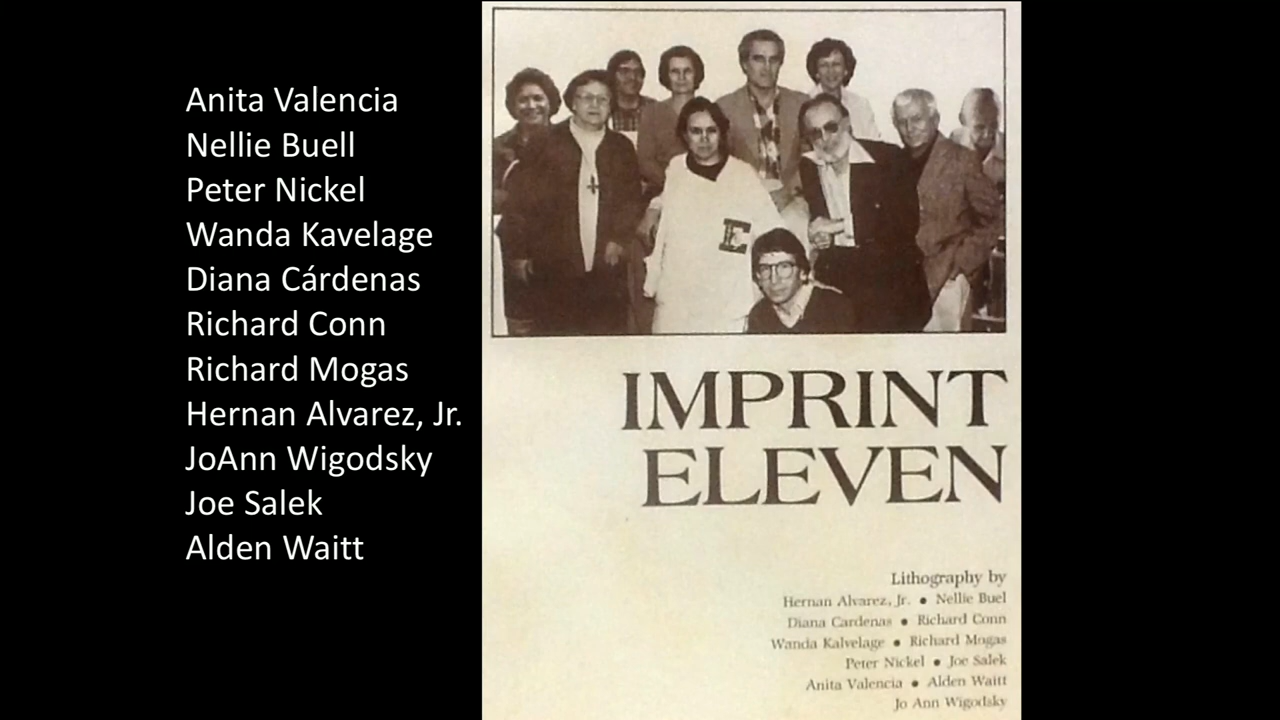 Anita Valencia
Nellie Buell
Peter Nickel
Wanda Kavelage
Diana Cárdenas
Richard Conn
Richard Mogas
Hernan Alvarez, Jr.
JoAnn Wigodsky
Joe Salek
Alden Waitt
E
IMPRINT
ELEVEN
Lithography by
Hernan Alvarez, Jr. ● Nellie Buel
Diana Cardenas ● Richard Conn
Wanda Kalvelage ● Richard Mogas
Peter Nickel ● Joe Salek
Anita Valencia ● Alden Waitt
Jo Ann Wigodsky